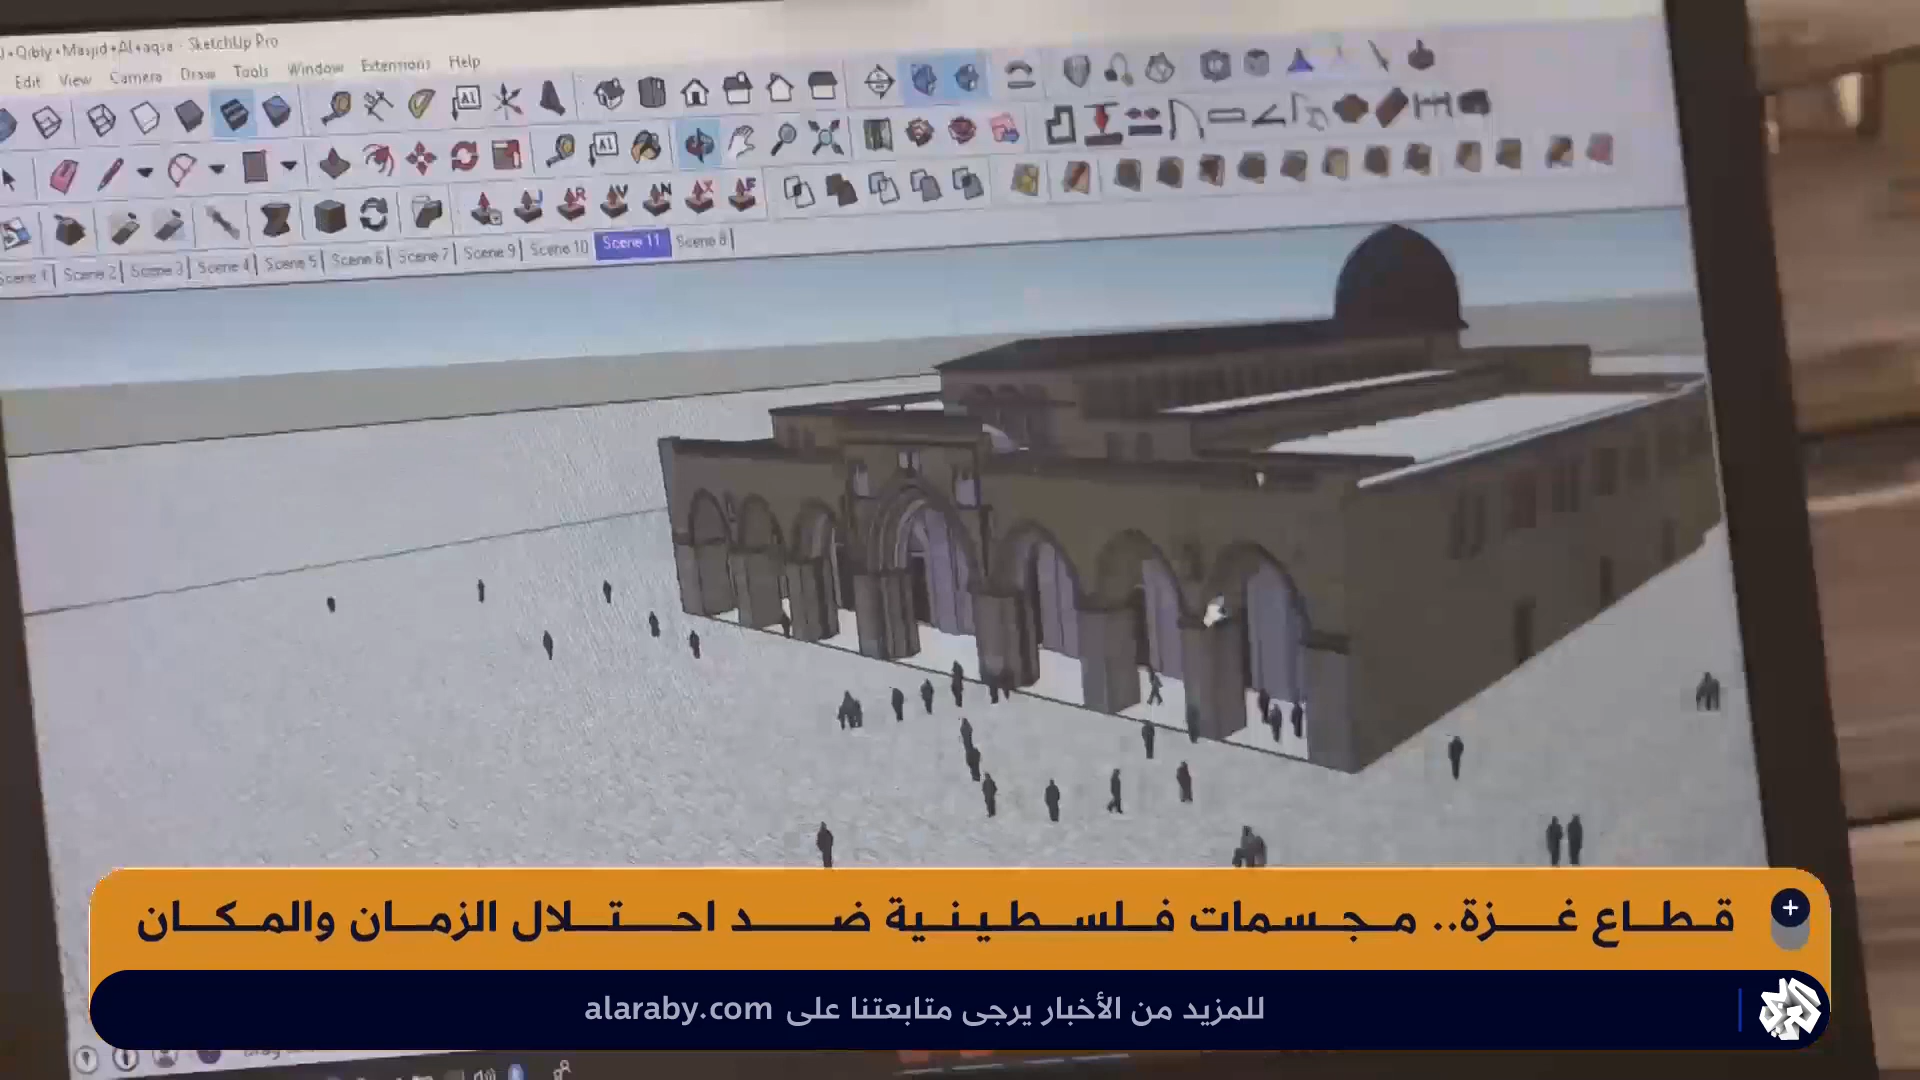 Qibly+Masjid+Al+aqsa - SketchUp Pro
Edit View Camera Draw Tools Window Extensions Help
Scene 1 Scene 2 Scene 3 Scene 4 Scene 5 Scene 6 Scene 7 Scene 9 Scene 10 Scene 11 Scene 8
قطاع غزة.. مجسمات فلسطينية ضد احتلال الزمان والمكان
للمزيد من الأخبار يرجى متابعتنا على alaraby.com